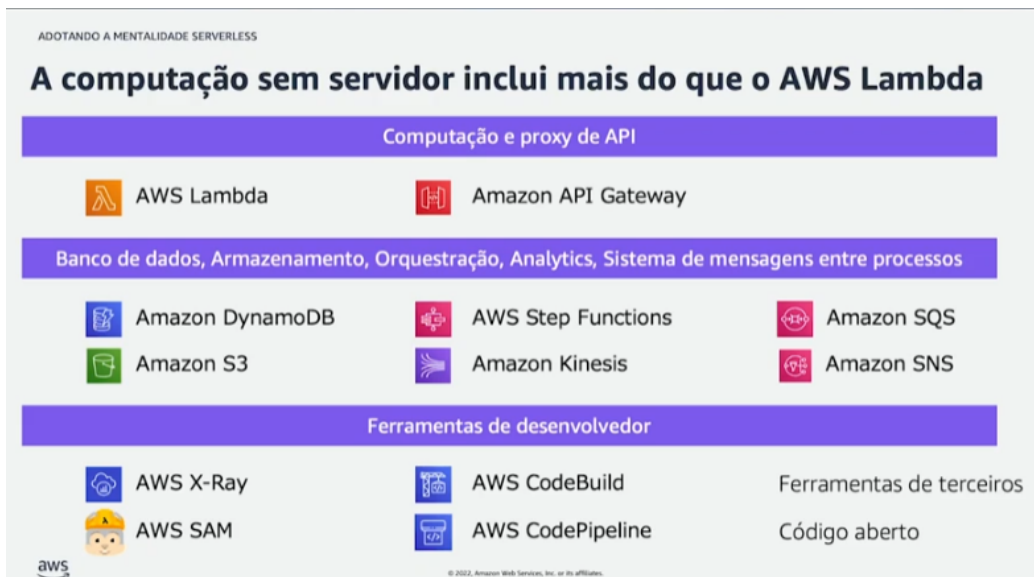 ADOTANDO A MENTALIDADE SERVERLESS
A computação sem servidor inclui mais do que o AWS Lambda
Computação e proxy de API
AWS Lambda
Amazon API Gateway
Banco de dados, Armazenamento, Orquestração, Analytics, Sistema de mensagens entre processos
Amazon DynamoDB
AWS Step Functions
Amazon SQS
Amazon S3
Amazon Kinesis
Amazon SNS
Ferramentas de desenvolvedor
AWS X-Ray
AWS CodeBuild
Ferramentas de terceiros
AWS SAM
AWS CodePipeline
Código aberto
aws
© 2022, Amazon Web Services, Inc. or its affiliates.